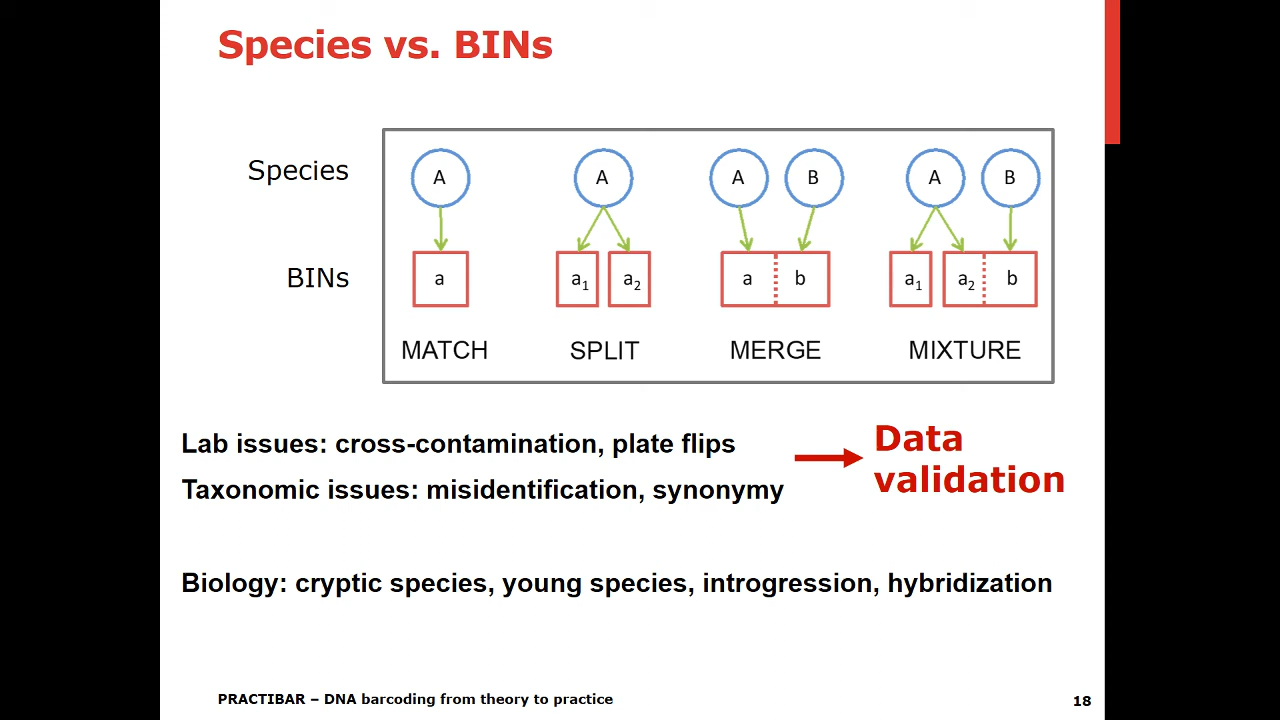 Species vs. BINs
Species
A A A B A B
BINs
a a₁ a₂ a b a₁ a₂ b
MATCH SPLIT MERGE MIXTURE
Lab issues: cross-contamination, plate flips
Taxonomic issues: misidentification, synonymy
Data
validation
Biology: cryptic species, young species, introgression, hybridization
PRACTIBAR – DNA barcoding from theory to practice
18